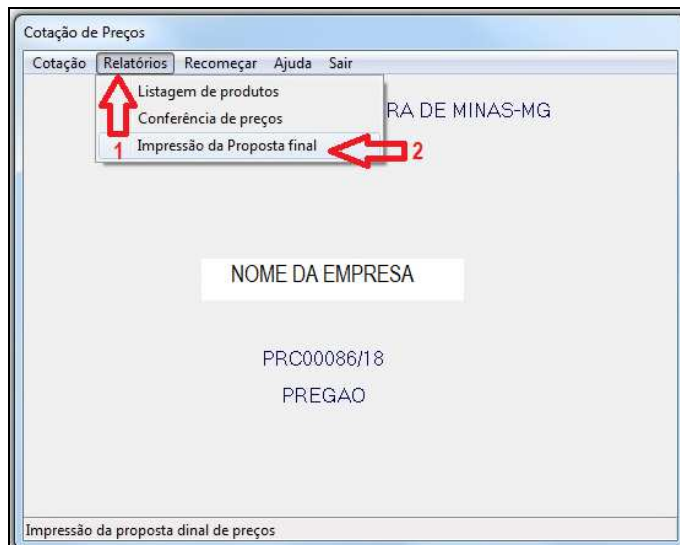 Cotação de Preços
Cotação Relatórios Recomeçar Ajuda Sair
Listagem de produtos
RA DE MINAS-MG
Conferência de preços
1 Impressão da Proposta final 2
NOME DA EMPRESA
PRC00086/18
PREGAO
Impressão da proposta dinal de preços